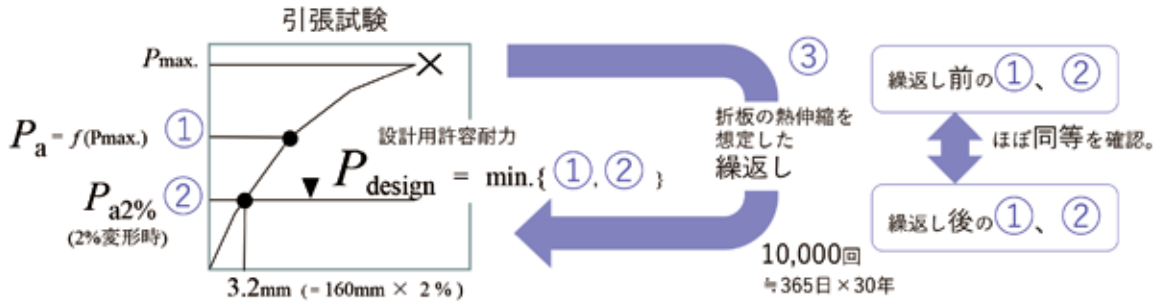 引張試験
Pmax.
Pa = f(Pmax.) ①
設計用許容耐力
Pdesign = min.{ ①, ② }
Pa2% ②
(2%変形時)
3.2mm (=160mm × 2%)
③
折板の熱伸縮を
想定した
繰返し
10,000回
≒365日×30年
繰返し前の①、②
ほぼ同等を確認。
繰返し後の①、②